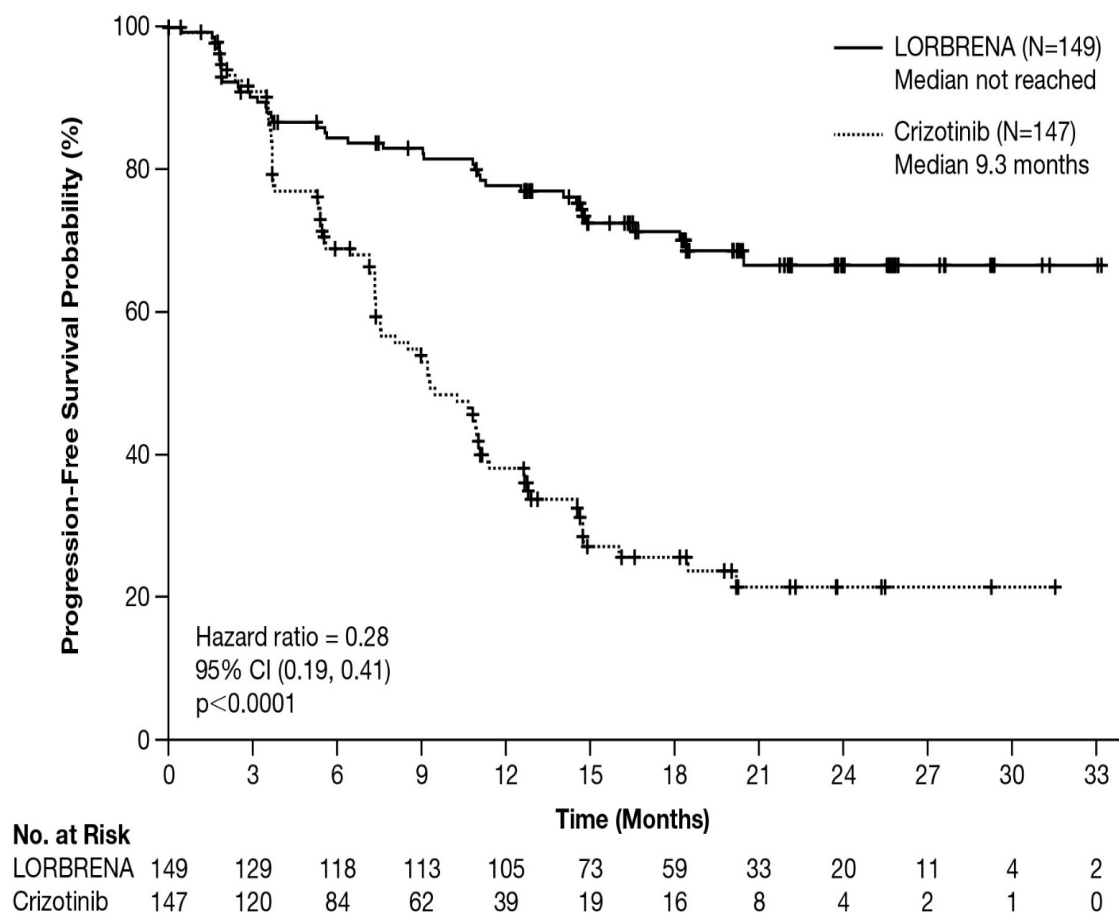 100
80
60
40
20
0
Progression-Free Survival Probability (%)
LORBRENA (N=149)
Median not reached
Crizotinib (N=147)
Median 9.3 months
Hazard ratio = 0.28
95% CI (0.19, 0.41)
p<0.0001
0 3 6 9 12 15 18 21 24 27 30 33
Time (Months)
No. at Risk
LORBRENA 149 129 118 113 105 73 59 33 20 11 4 2
Crizotinib 147 120 84 62 39 19 16 8 4 2 1 0